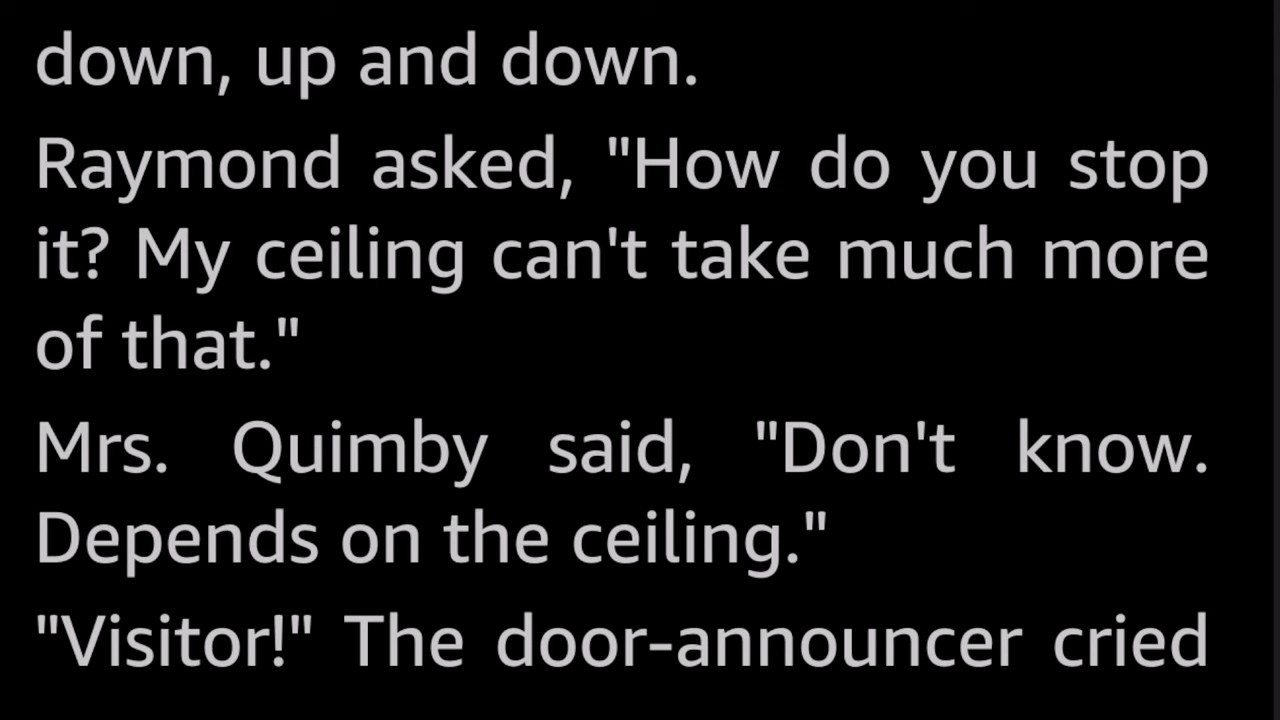 down, up and down.
Raymond asked, "How do you stop
it? My ceiling can't take much more
of that."
Mrs. Quimby said, "Don't know.
Depends on the ceiling."
"Visitor!" The door-announcer cried